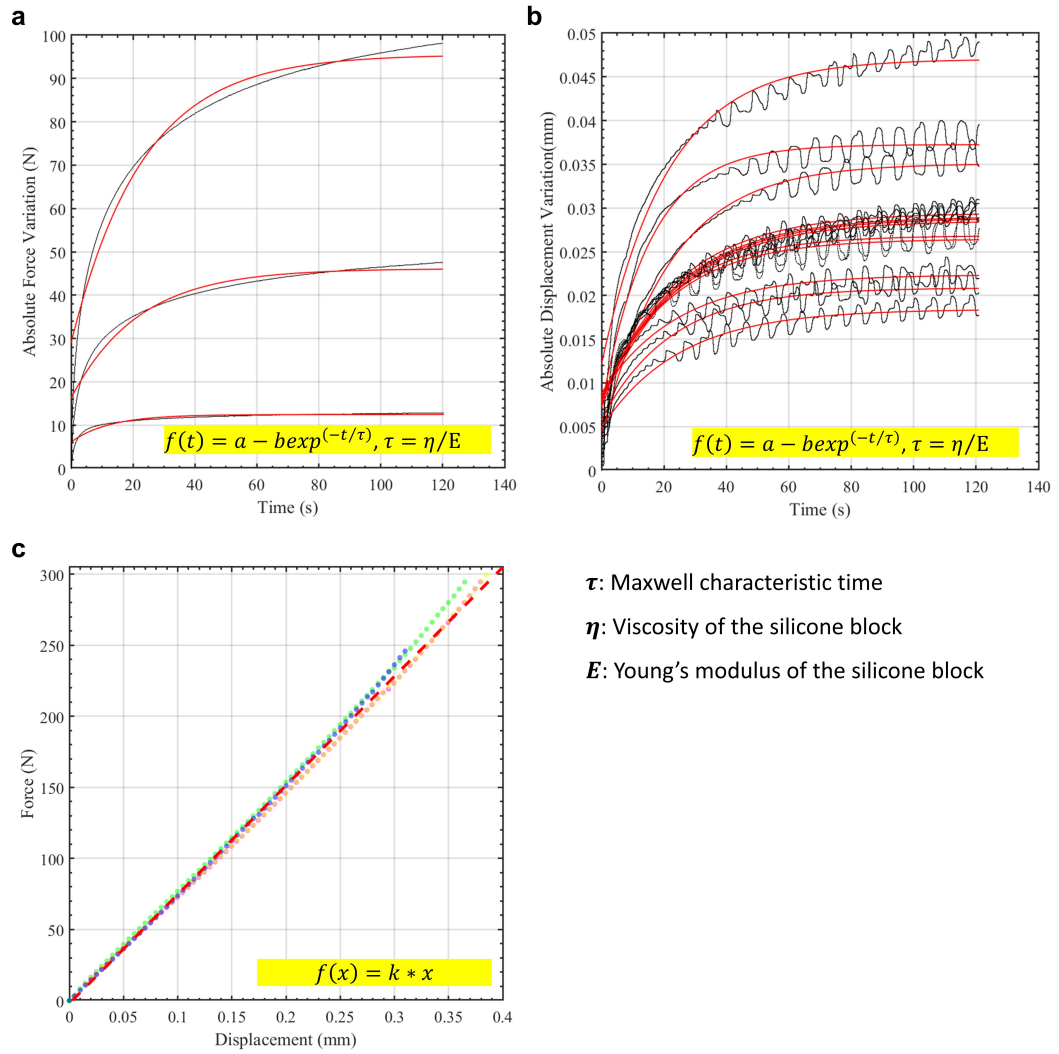 a
Absolute Force Variation (N)
100
90
80
70
60
50
40
30
20
10
0
f(t) = a − bexp^(−t/τ), τ = η/E
0 20 40 60 80 100 120 140
Time (s)
b
Absolute Displacement Variation(mm)
0.05
0.045
0.04
0.035
0.03
0.025
0.02
0.015
0.01
0.005
0
f(t) = a − bexp^(−t/τ), τ = η/E
0 20 40 60 80 100 120 140
Time (s)
c
Force (N)
300
250
200
150
100
50
0
f(x) = k ∗ x
0 0.05 0.1 0.15 0.2 0.25 0.3 0.35 0.4
Displacement (mm)
τ: Maxwell characteristic time
η: Viscosity of the silicone block
E: Young’s modulus of the silicone block